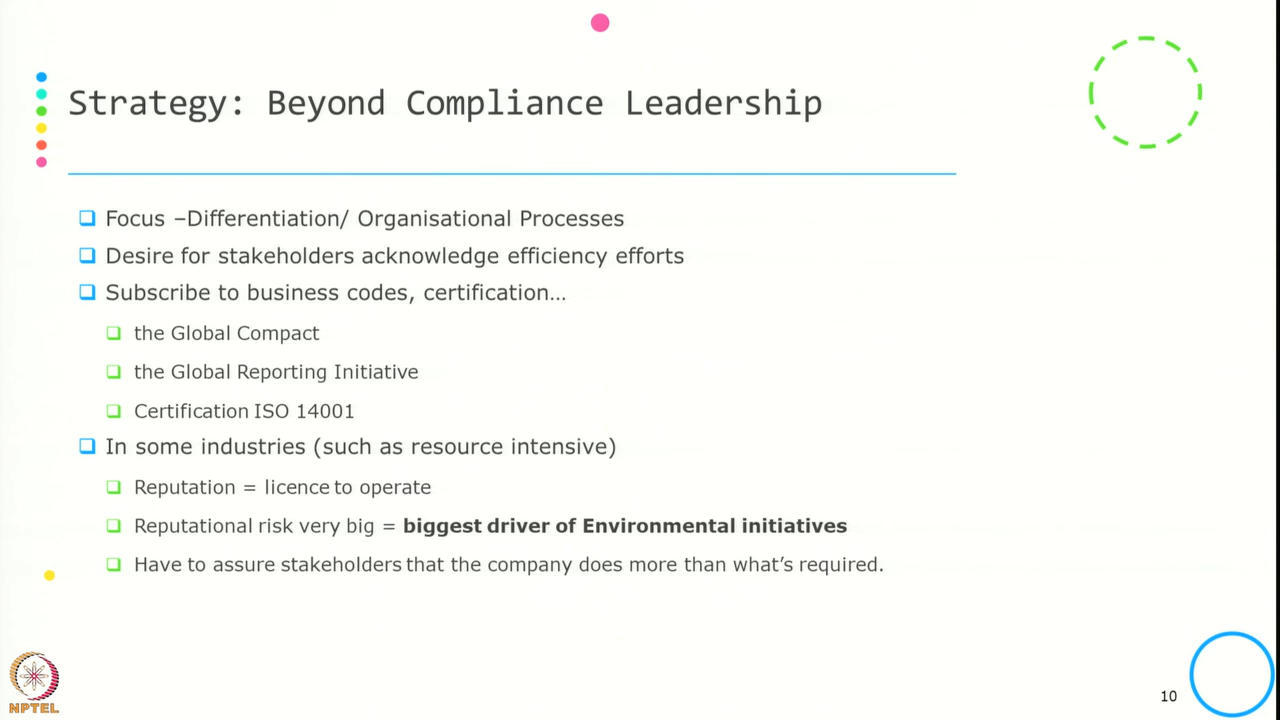 Strategy: Beyond Compliance Leadership
Focus –Differentiation/ Organisational Processes
Desire for stakeholders acknowledge efficiency efforts
Subscribe to business codes, certification…
the Global Compact
the Global Reporting Initiative
Certification ISO 14001
In some industries (such as resource intensive)
Reputation = licence to operate
Reputational risk very big = biggest driver of Environmental initiatives
Have to assure stakeholders that the company does more than what’s required.
NPTEL
10